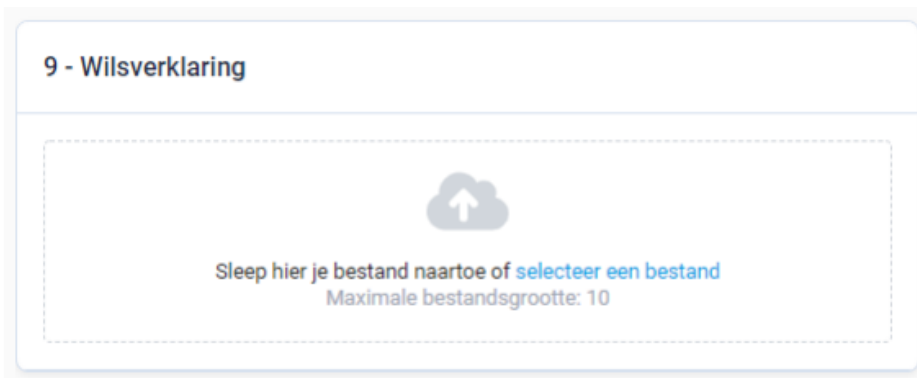 9 - Wilsverklaring
Sleep hier je bestand naartoe of selecteer een bestand
Maximale bestandsgrootte: 10